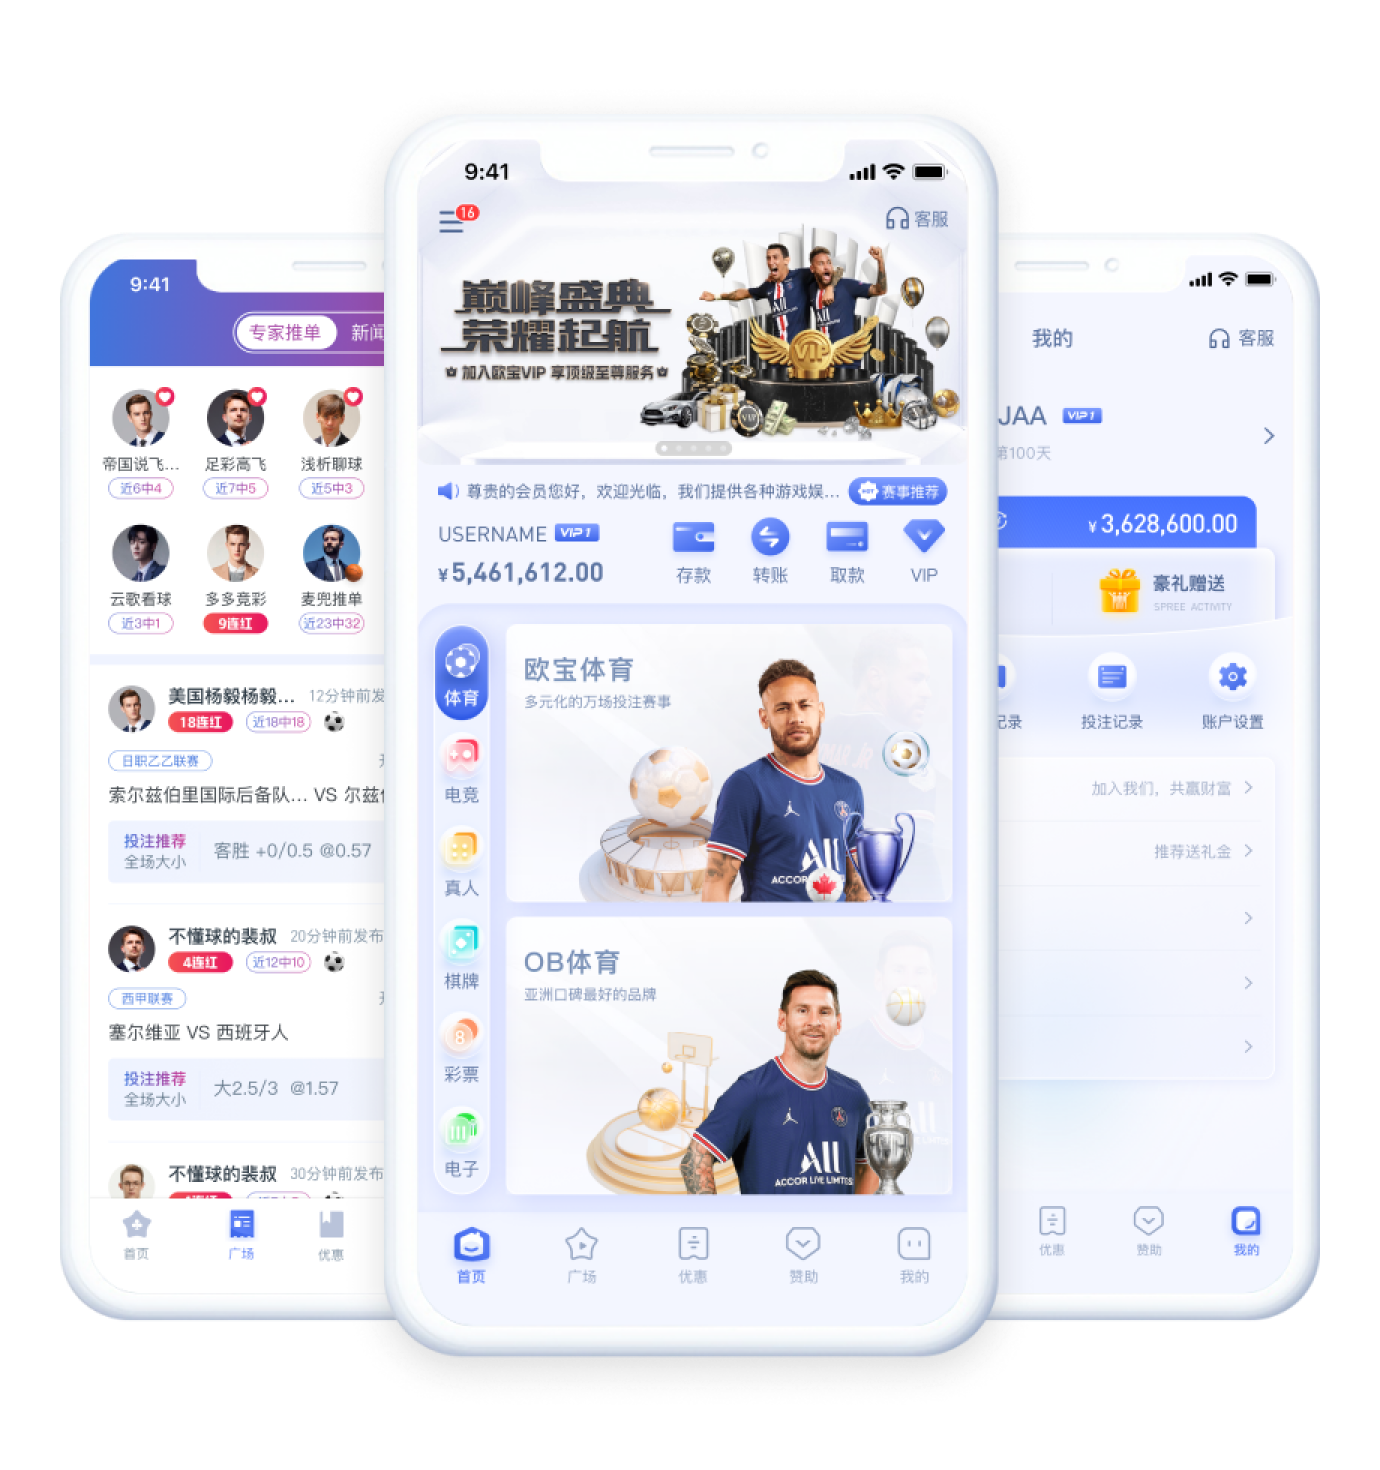 9:41
专家推单
新闻
帝国说飞...
足彩高飞
浅析聊球
近6中4
近7中5
近5中3
云歌看球
多多竞彩
麦兜推单
近3中1
9连红
近23中32
美国杨毅杨毅...
12分钟前发
18连红
近18中18
日职乙乙联赛
索尔兹伯里国际后备队... VS 尔兹
投注推荐
全场大小
客胜 +0/0.5 @0.57
不懂球的裴叔
20分钟前发布
4连红
近12中10
西甲联赛
塞尔维亚 VS 西班牙人
投注推荐
全场大小
大2.5/3 @1.57
不懂球的裴叔
30分钟前发布
首页
广场
优惠
9:41
16
客服
巅峰盛典
荣耀起航
加入欧宝VIP 享顶级至尊服务
VIP
尊贵的会员您好，欢迎光临，我们提供各种游戏娱...
HOT
赛事推荐
USERNAME VIP1
¥5,461,612.00
存款
转账
取款
VIP
体育
电竞
真人
棋牌
彩票
电子
欧宝体育
多元化的万场投注赛事
All
ACCOR
OB体育
亚洲口碑最好的品牌
All
ACCOR LIVE LIMITLESS
首页
广场
优惠
赞助
我的
我的
客服
JAA VIP1
第100天
¥3,628,600.00
豪礼赠送
SPREE ACTIVITY
记录
投注记录
账户设置
加入我们，共赢财富
推荐送礼金
优惠
赞助
我的